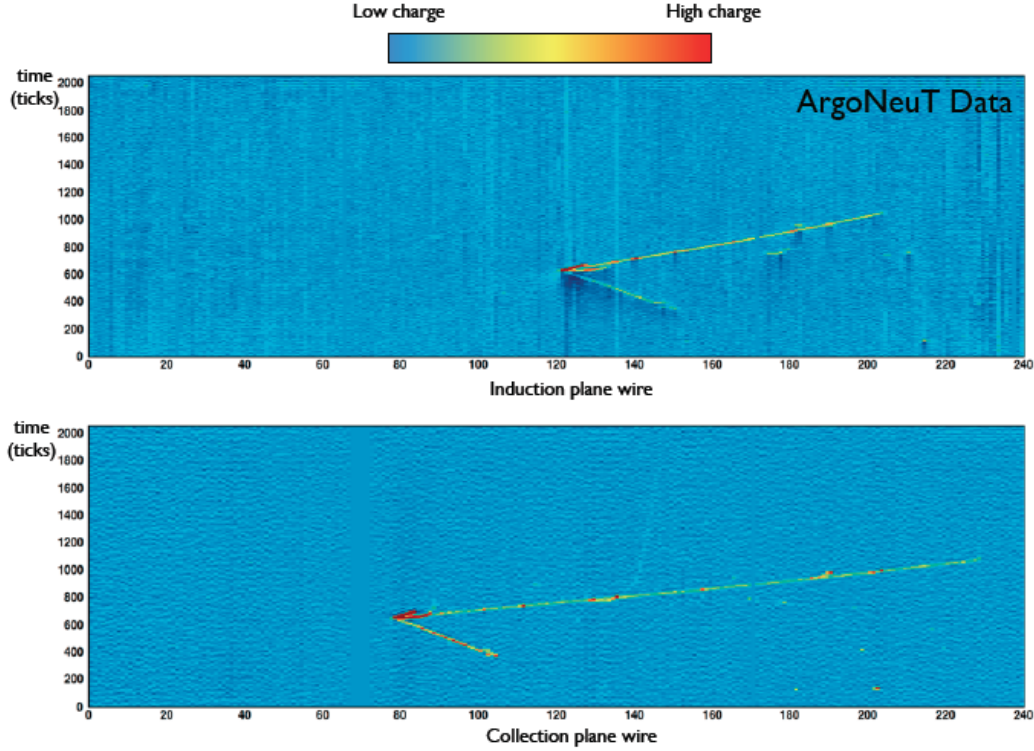 Low charge High charge
time
(ticks)
ArgoNeuT Data
2000
1800
1600
1400
1200
1000
800
600
400
200
0
0 20 40 60 80 100 120 140 160 180 200 220 240
Induction plane wire
time
(ticks)
2000
1800
1600
1400
1200
1000
800
600
400
200
0
0 20 40 60 80 100 120 140 160 180 200 220 240
Collection plane wire